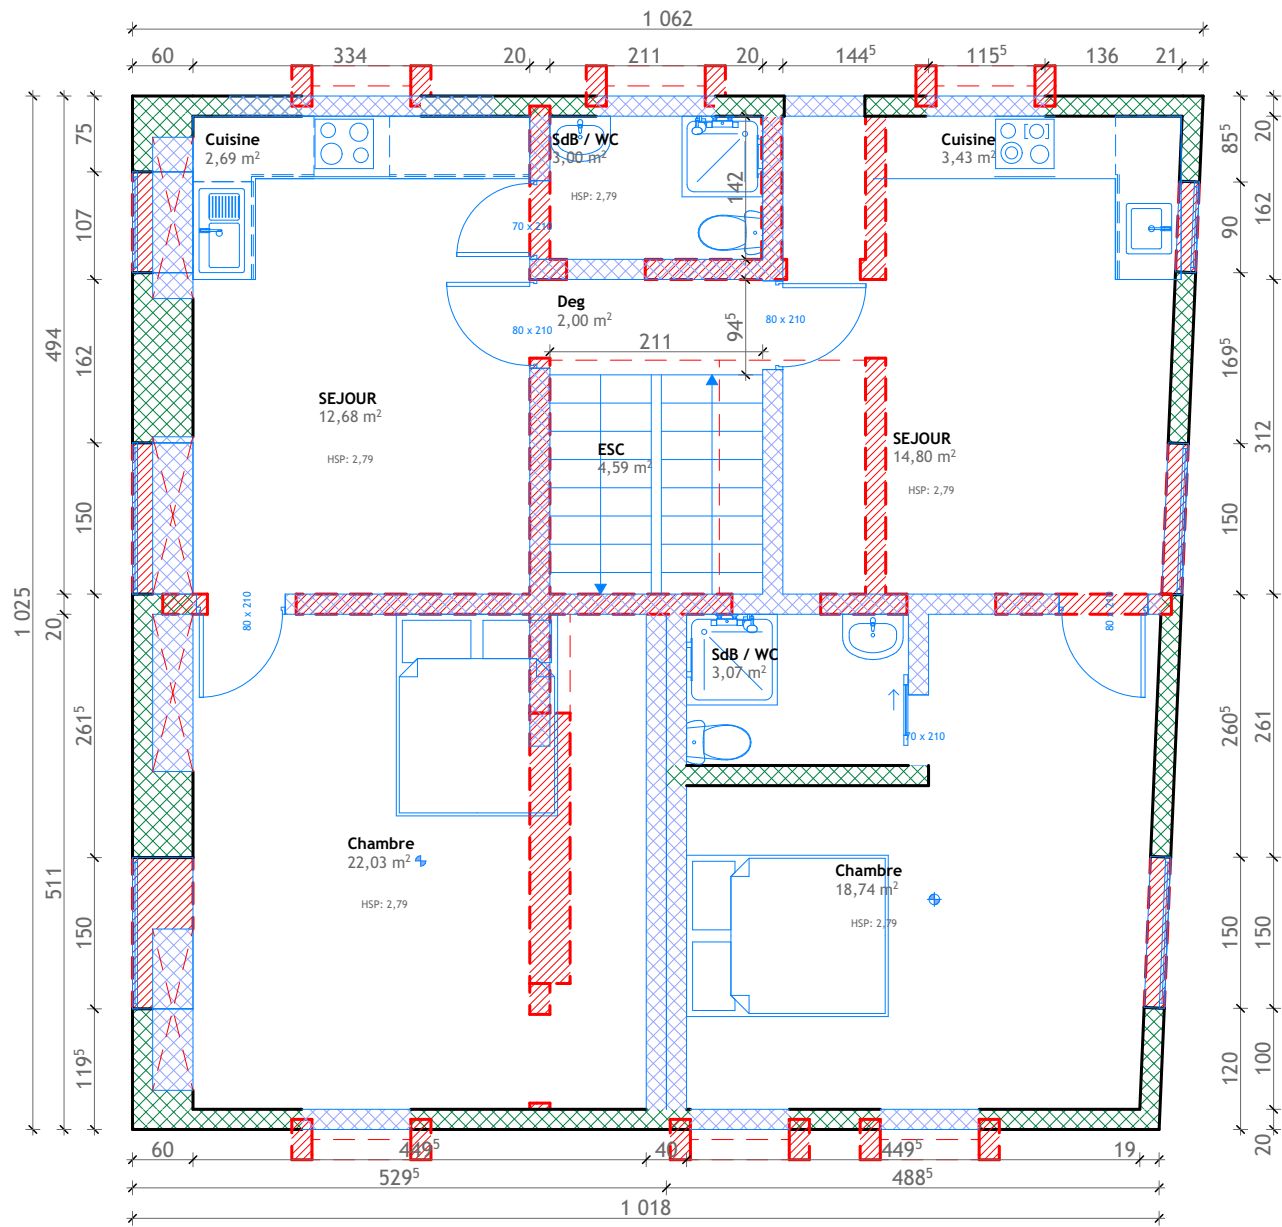 1 062
60 334 20 211 20 144⁵ 115⁵ 136 21
Cuisine
2,69 m²
SdB / WC
3,00 m²
HSP: 2,79
Cuisine
3,43 m²
142
70 x 210
Deg
2,00 m²
80 x 210
80 x 210
94⁵
211
SEJOUR
12,68 m²
HSP: 2,79
ESC
4,59 m²
SEJOUR
14,80 m²
HSP: 2,79
80 x 210
80 x 210
SdB / WC
3,07 m²
70 x 210
Chambre
22,03 m²
HSP: 2,79
Chambre
18,74 m²
HSP: 2,79
1 025
494
20
511
75
107
162
150
261⁵
150
119⁵
85⁵
90
169⁵
150
260⁵
150
120
20
162
312
261
150
100
20
60 449⁵ 40 449⁵ 19
529⁵ 488⁵
1 018